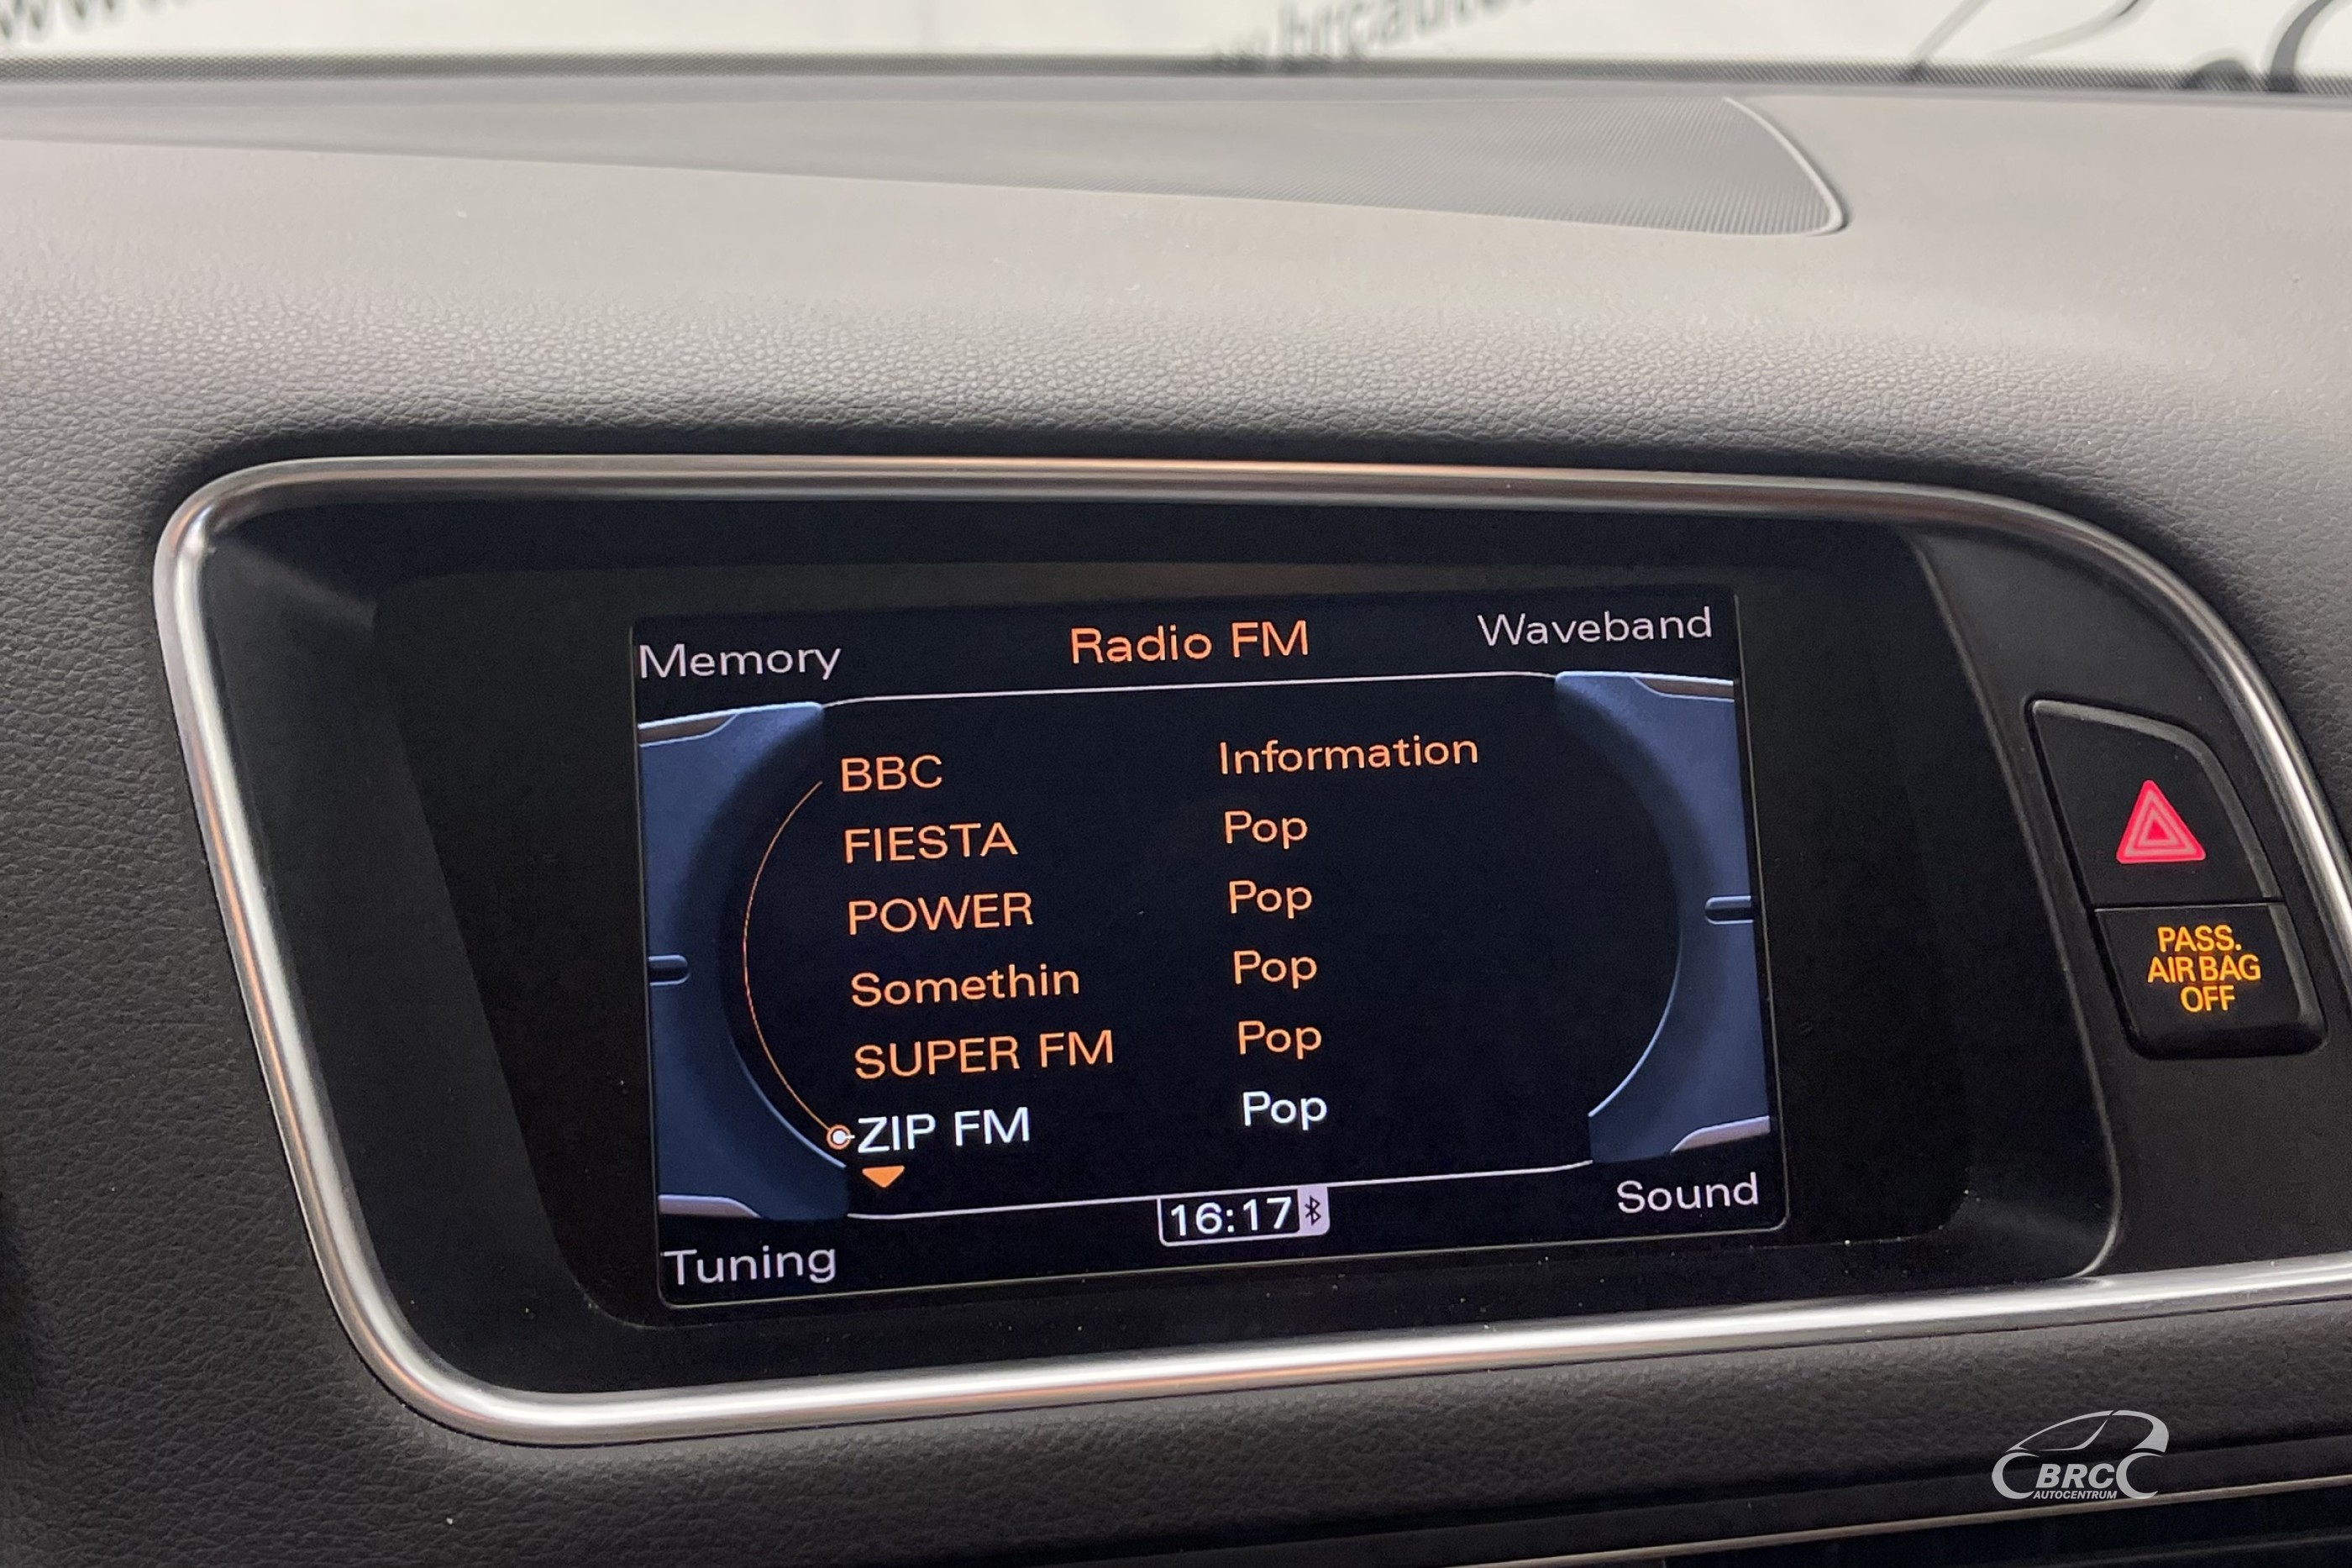 brcauto
Memory Radio FM Waveband
BBC Information
FIESTA Pop
POWER Pop
Somethin Pop
SUPER FM Pop
ZIP FM Pop
16:17
Tuning Sound
PASS.
AIR BAG
OFF
BRC
AUTOCENTRUM